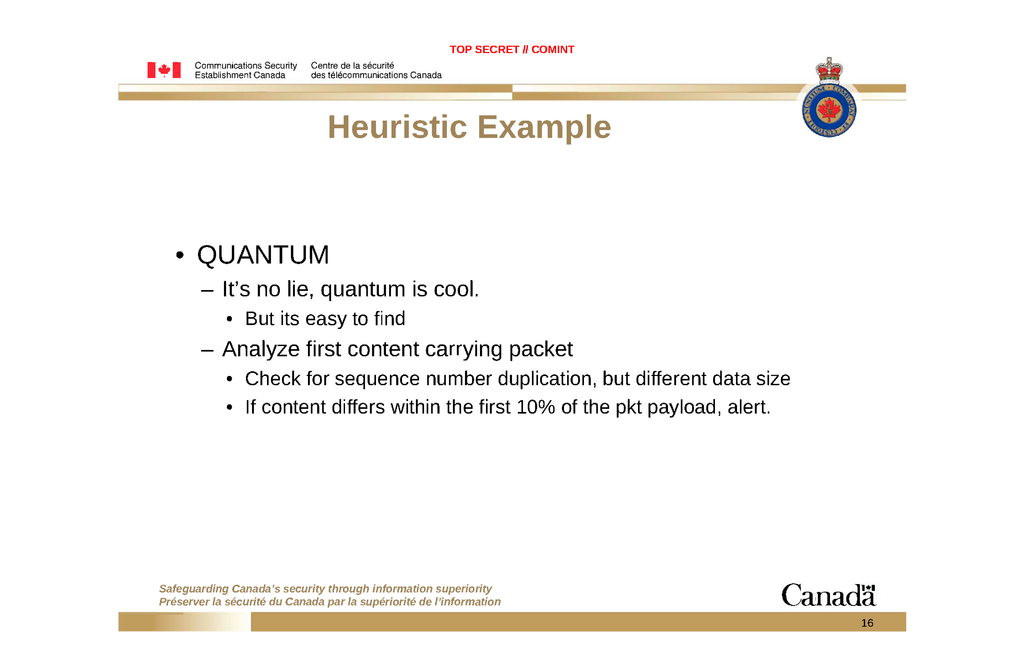 TOP SECRET // COMINT
Communications Security Centre de la sécurité
Establishment Canada des télécommunications Canada
Heuristic Example
• QUANTUM
– It's no lie, quantum is cool.
• But its easy to find
– Analyze first content carrying packet
• Check for sequence number duplication, but different data size
• If content differs within the first 10% of the pkt payload, alert.
Safeguarding Canada's security through information superiority
Préserver la sécurité du Canada par la supériorité de l'information
Canada
16